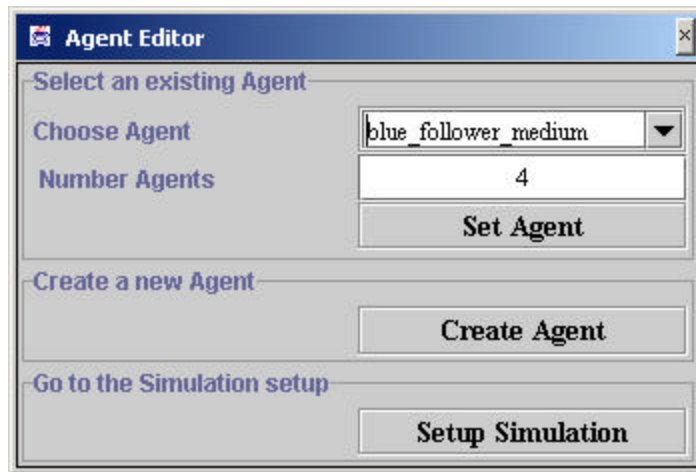 Agent Editor
Select an existing Agent
Choose Agent blue_follower_medium
Number Agents 4
Set Agent
Create a new Agent
Create Agent
Go to the Simulation setup
Setup Simulation